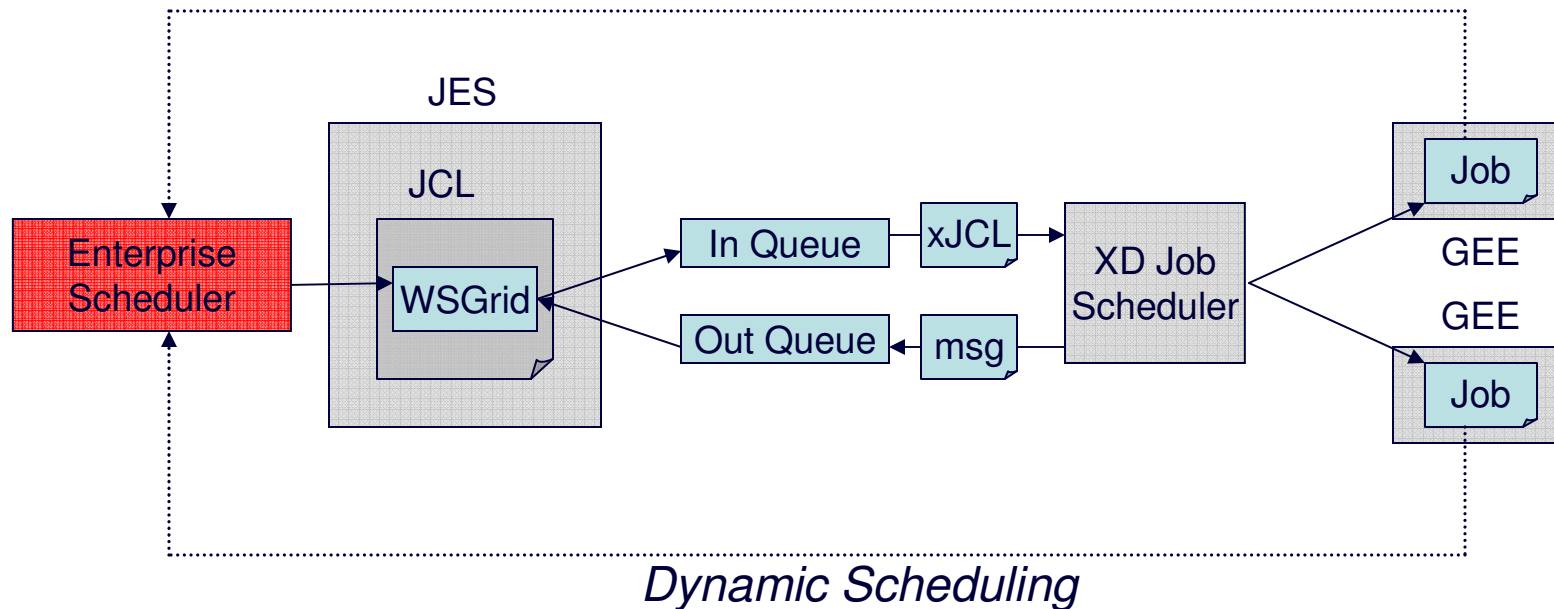 JES
JCL
Enterprise
Scheduler
WSGrid
In Queue
xJCL
Out Queue
msg
XD Job
Scheduler
Job
GEE
GEE
Job
Dynamic Scheduling